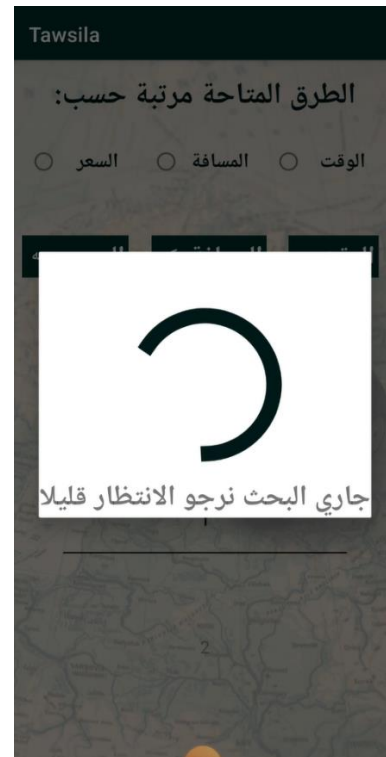 Tawsila
الطرق المتاحة مرتبة حسب:
الوقت المسافة السعر
جاري البحث نرجو الانتظار قليلا
1
2